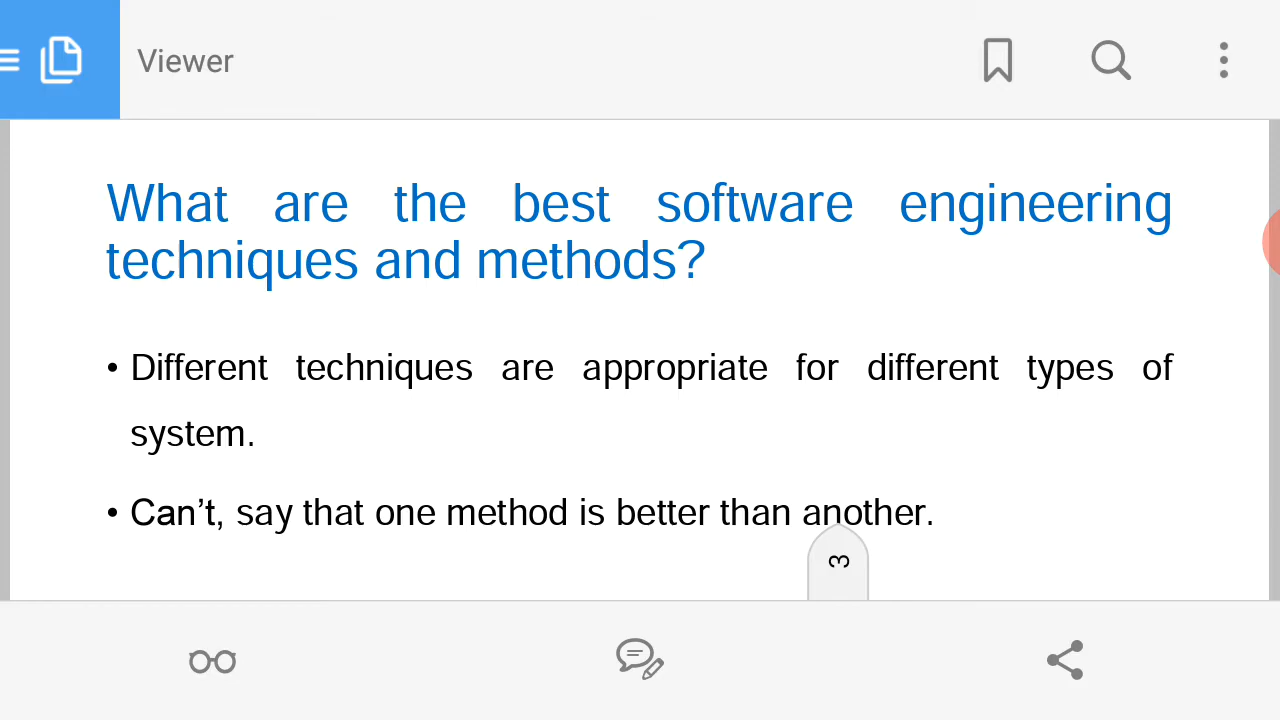 Viewer
What are the best software engineering
techniques and methods?
• Different techniques are appropriate for different types of
system.
• Can’t, say that one method is better than another.
3